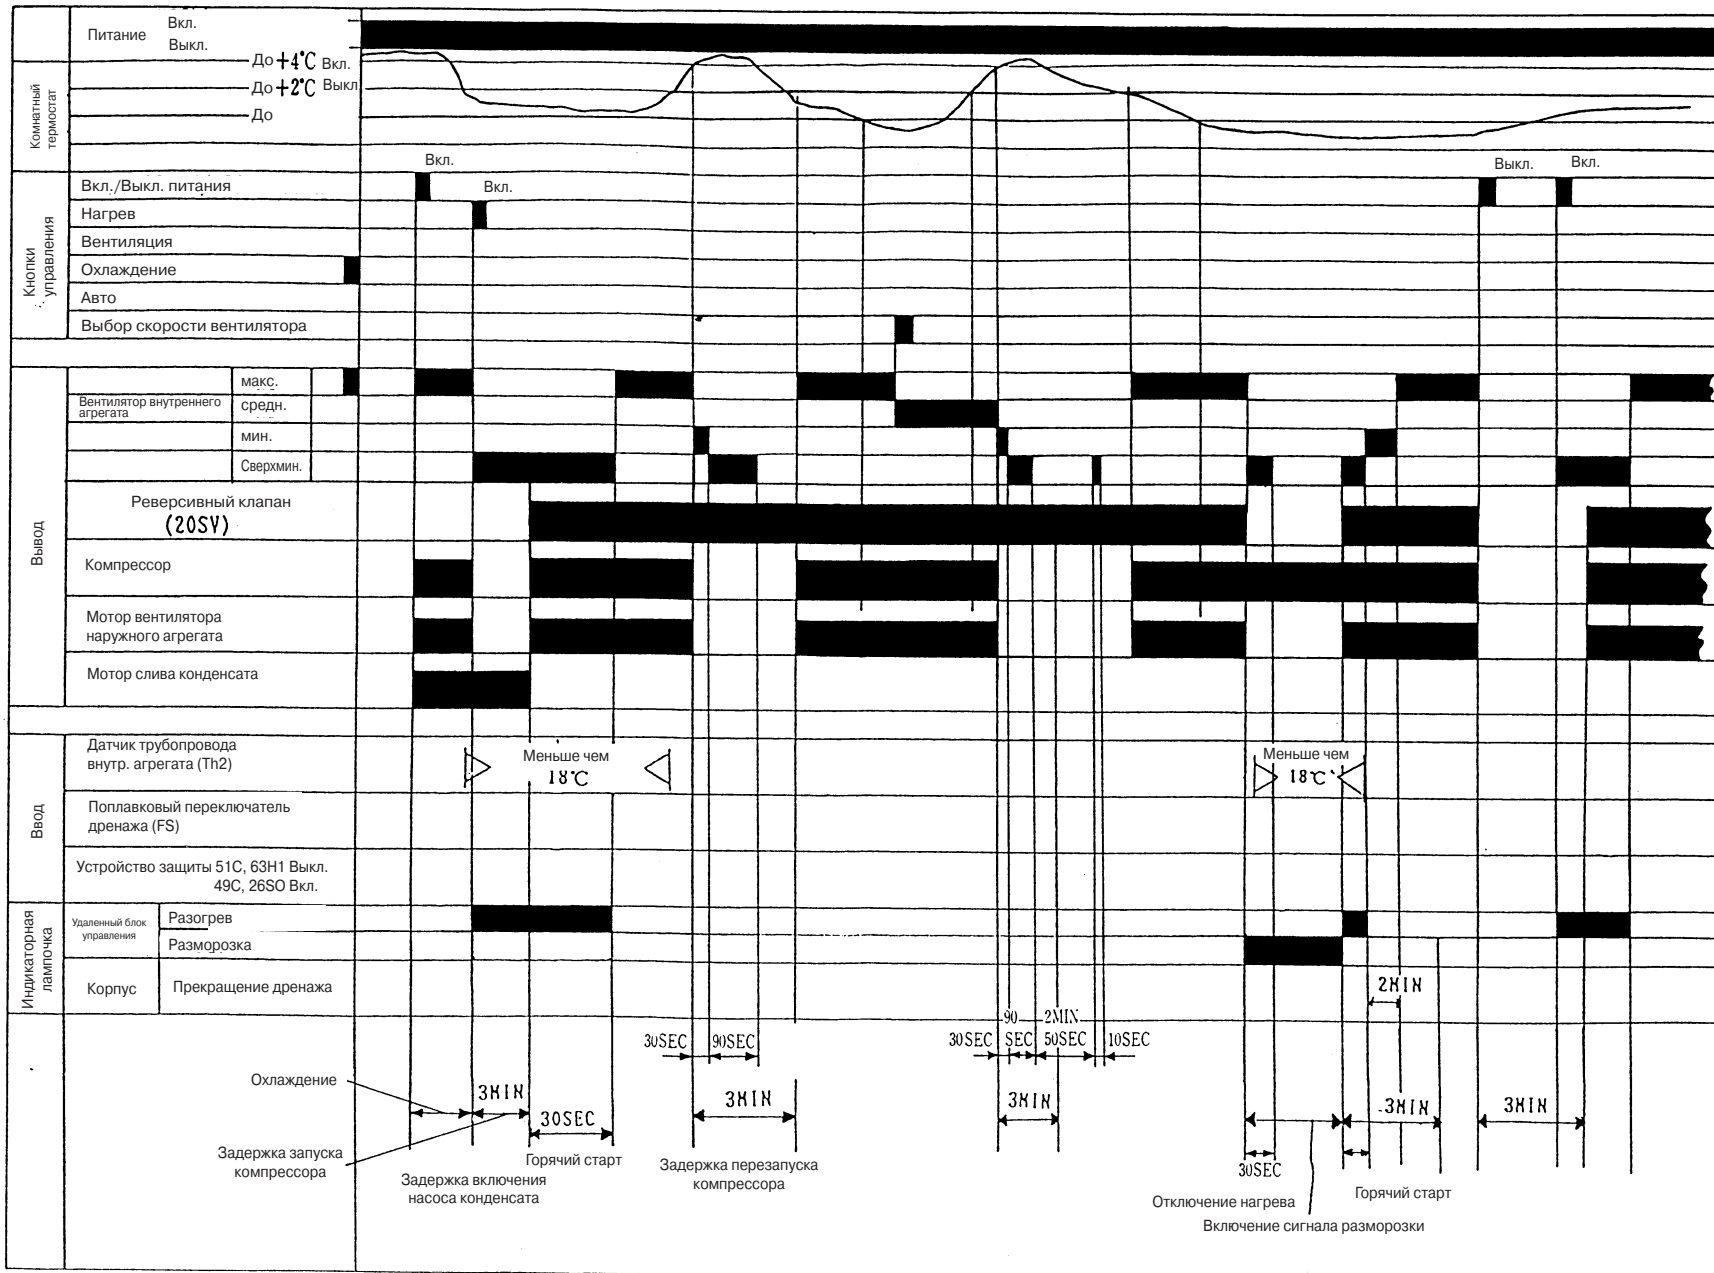 Питание
Вкл.
Выкл.
До +4°C Вкл.
До +2°C Выкл
До
Комнатный
термостат
Вкл.
Выкл.
Вкл.
Кнопки
управления
Вкл./Выкл. питания
Вкл.
Нагрев
Вентиляция
Охлаждение
Авто
Выбор скорости вентилятора
Вывод
Вентилятор внутреннего
агрегата
макс.
средн.
мин.
Сверхмин.
Реверсивный клапан
(20SV)
Компрессор
Мотор вентилятора
наружного агрегата
Мотор слива конденсата
Ввод
Датчик трубопровода
внутр. агрегата (Th2)
Меньше чем
18°C
Меньше чем
18°C
Поплавковый переключатель
дренажа (FS)
Устройство защиты 51C, 63H1 Выкл.
49C, 26SO Вкл.
Индикаторная
лампочка
Удаленный блок
управления
Разогрев
Разморозка
Корпус
Прекращение дренажа
2MIN
90 2MIN
30SEC 90SEC 30SEC SEC 50SEC 10SEC
Охлаждение
3MIN 3MIN 3MIN 3MIN 3MIN
30SEC
Задержка запуска
компрессора
Горячий старт
Задержка перезапуска
компрессора
30SEC
Задержка включения
насоса конденсата
Отключение нагрева
Горячий старт
Включение сигнала разморозки